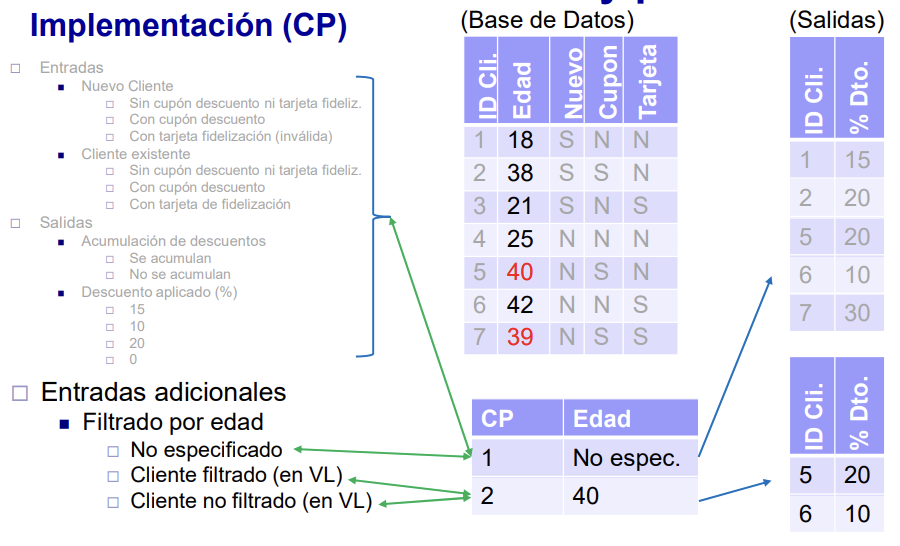 Implementación (CP)
Entradas
Nuevo Cliente
Sin cupón descuento ni tarjeta fideliz.
Con cupón descuento
Con tarjeta fidelización (inválida)
Cliente existente
Sin cupón descuento ni tarjeta fideliz.
Con cupón descuento
Con tarjeta de fidelización
Salidas
Acumulación de descuentos
Se acumulan
No se acumulan
Descuento aplicado (%)
15
10
20
0
Entradas adicionales
Filtrado por edad
No especificado
Cliente filtrado (en VL)
Cliente no filtrado (en VL)
(Base de Datos)
ID Cli. Edad Nuevo Cupon Tarjeta
1 18 S N N
2 38 S S N
3 21 S N S
4 25 N N N
5 40 N S N
6 42 N N S
7 39 N S S
CP Edad
1 No espec.
2 40
(Salidas)
ID Cli. % Dto.
1 15
2 20
5 20
6 10
7 30
ID Cli. % Dto.
5 20
6 10